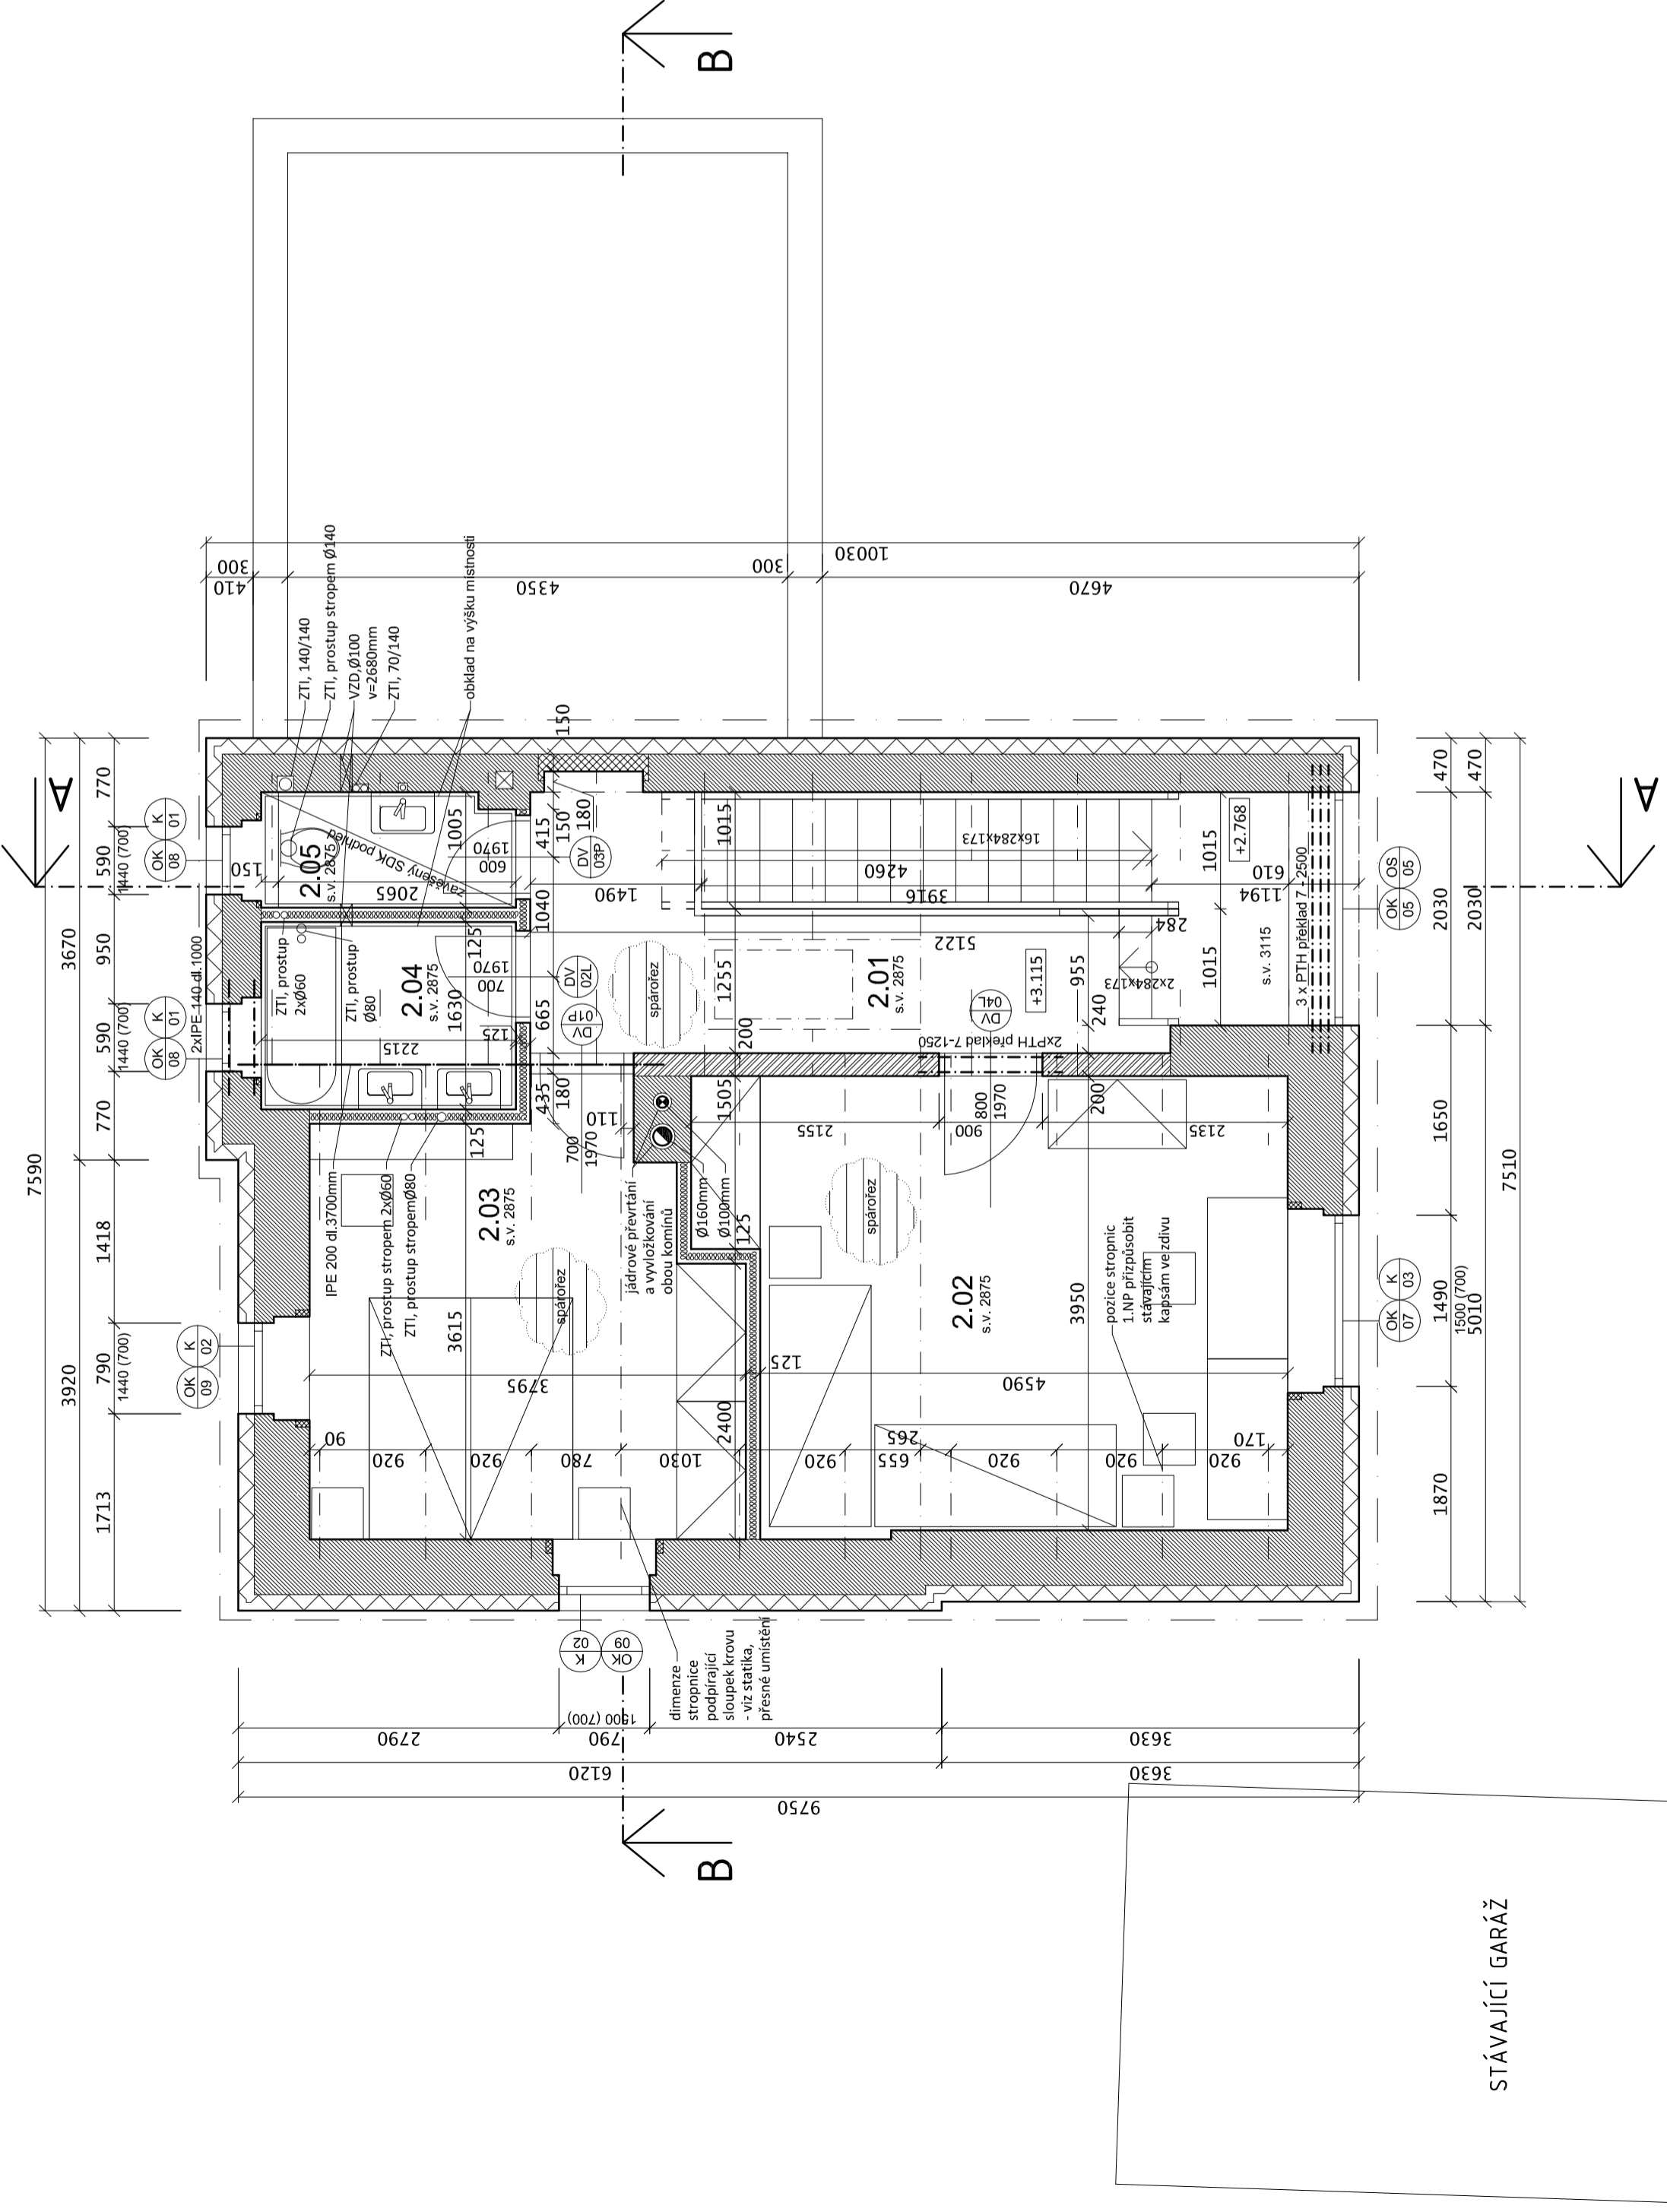 B
A
7590
3670
3920
770
590
1440 (700)
950
590
1440 (700)
770
1418
790
1440 (700)
1713
K
01
OK
08
K
01
OK
08
K
02
OK
09
2xIPE-140 dl.1000
300
410
4350
300
10030
4670
ZTI, 140/140
ZTI, prostup stropem Ø140
VZD,Ø100
v=2680mm
ZTI, 70/140
obklad na výšku místnosti
150
2.05
s.v. 2875
zavěšený SDK podhled
2065
1005
1970
600
415
150
180
150
DV
03P
ZTI, prostup
2xØ60
ZTI, prostup
Ø80
2.04
s.v. 2875
1630
2215
125
1970
700
125
1040
665
DV
02L
DV
01P
435
180
110
700
1970
125
IPE 200 dl.3700mm
ZTI, prostup stropem 2xØ60
ZTI, prostup stropemØ80
2.03
s.v. 2875
spárořez
3615
3795
2400
jádrové převrtání
a vyvložkování
obou komínů
Ø160mm
Ø100mm
125
125
1505
200
spárořez
1255
2.01
s.v. 2875
5122
+3.115
955
240
284
2x284x173
1490
1015
4260
3916
16x284x173
1015
1015
1194
610
+2.768
s.v. 3115
3 x PTH překlad 7 - 2500
2xPTH překlad 7-1250
DV
04L
2155
900
800
1970
2135
200
spárořez
2.02
s.v. 2875
3950
4590
pozice stropnic
1.NP přizpůsobit
stávajícím
kapsám ve zdivu
90
920
920
780
1030
920
655
265
920
920
920
170
OK
05
OS
05
OK
07
K
03
470
2030
1650
1490
1500 (700)
1870
470
2030
5010
7510
K
02
OK
09
dimenze
stropnice
podpírající
sloupek krovu
- viz statika,
přesné umístění
2790
790
1500 (700)
2540
3630
6120
3630
9750
B
A
STÁVAJÍCÍ GARÁŽ